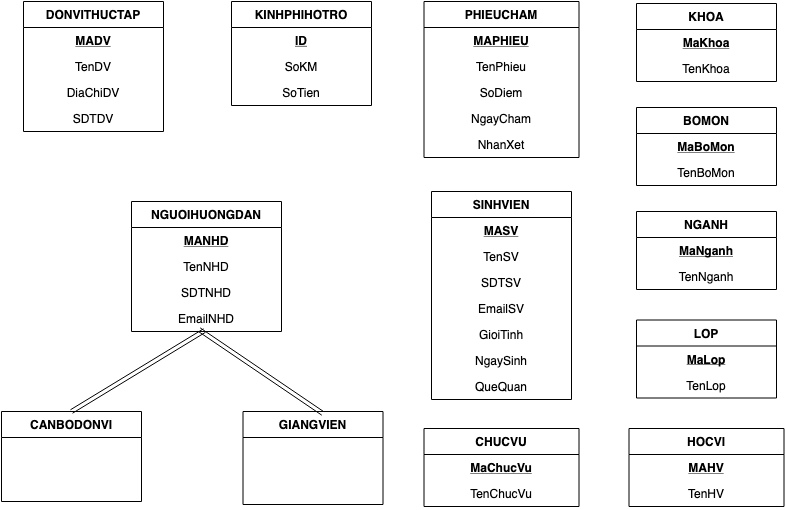 DONVITHUCTAP
MADV
TenDV
DiaChiDV
SDTDV
KINHPHIHOTRO
ID
SoKM
SoTien
PHIEUCHAM
MAPHIEU
TenPhieu
SoDiem
NgayCham
NhanXet
KHOA
MaKhoa
TenKhoa
BOMON
MaBoMon
TenBoMon
NGUOIHUONGDAN
MANHD
TenNHD
SDTNHD
EmailNHD
SINHVIEN
MASV
TenSV
SDTSV
EmailSV
GioiTinh
NgaySinh
QueQuan
NGANH
MaNganh
TenNganh
LOP
MaLop
TenLop
CANBODONVI
GIANGVIEN
CHUCVU
MaChucVu
TenChucVu
HOCVI
MAHV
TenHV